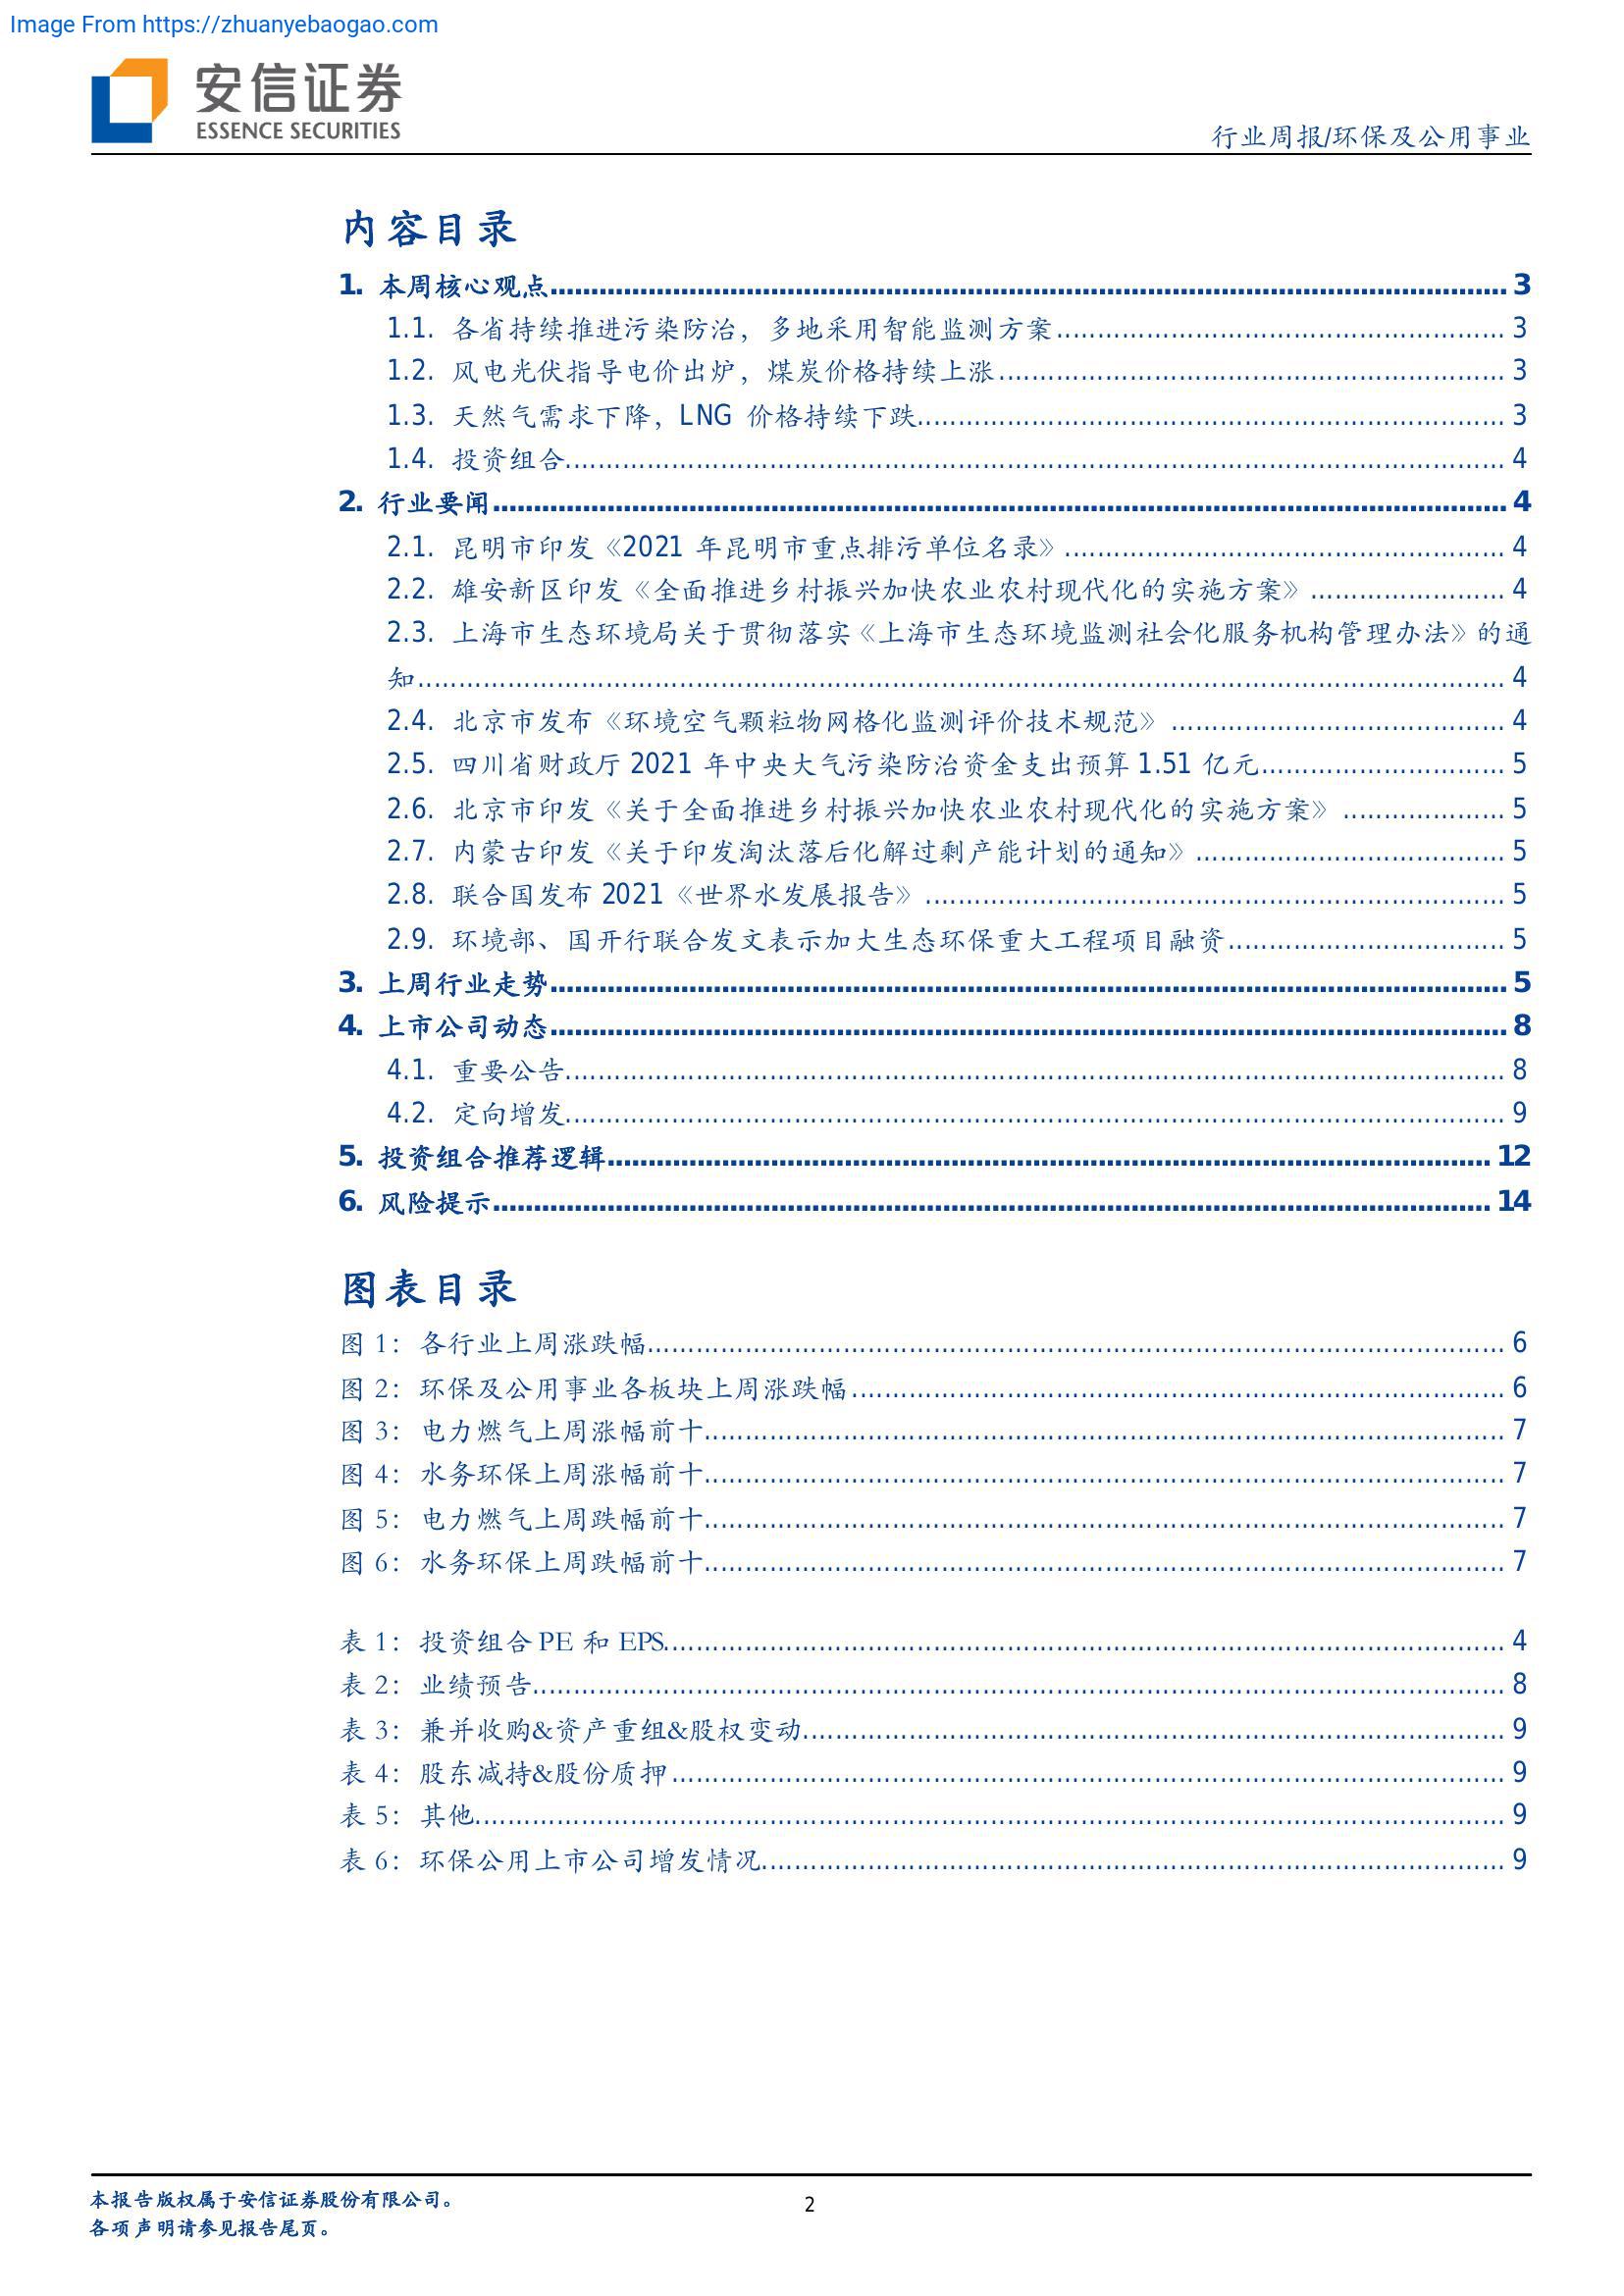 Image From https://zhuanyebaogao.com
安信证券
ESSENCE SECURITIES
行业周报/环保及公用事业
内容目录
1. 本周核心观点 3
1.1. 各省持续推进污染防治，多地采用智能监测方案 3
1.2. 风电光伏指导电价出炉，煤炭价格持续上涨 3
1.3. 天然气需求下降，LNG 价格持续下跌 3
1.4. 投资组合 4
2. 行业要闻 4
2.1. 昆明市印发《2021 年昆明市重点排污单位名录》 4
2.2. 雄安新区印发《全面推进乡村振兴加快农业农村现代化的实施方案》 4
2.3. 上海市生态环境局关于贯彻落实《上海市生态环境监测社会化服务机构管理办法》的通
知 4
2.4. 北京市发布《环境空气颗粒物网格化监测评价技术规范》 4
2.5. 四川省财政厅 2021 年中央大气污染防治资金支出预算 1.51 亿元 5
2.6. 北京市印发《关于全面推进乡村振兴加快农业农村现代化的实施方案》 5
2.7. 内蒙古印发《关于印发淘汰落后化解过剩产能计划的通知》 5
2.8. 联合国发布 2021《世界水发展报告》 5
2.9. 环境部、国开行联合发文表示加大生态环保重大工程项目融资 5
3. 上周行业走势 5
4. 上市公司动态 8
4.1. 重要公告 8
4.2. 定向增发 9
5. 投资组合推荐逻辑 12
6. 风险提示 14
图表目录
图 1：各行业上周涨跌幅 6
图 2：环保及公用事业各板块上周涨跌幅 6
图 3：电力燃气上周涨幅前十 7
图 4：水务环保上周涨幅前十 7
图 5：电力燃气上周跌幅前十 7
图 6：水务环保上周跌幅前十 7
表 1：投资组合 PE 和 EPS 4
表 2：业绩预告 8
表 3：兼并收购&资产重组&股权变动 9
表 4：股东减持&股份质押 9
表 5：其他 9
表 6：环保公用上市公司增发情况 9
本报告版权属于安信证券股份有限公司。
各项声明请参见报告尾页。
2